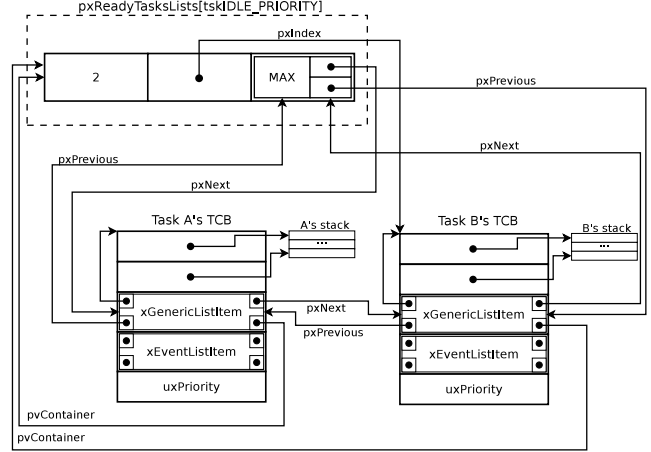 pxReadyTasksLists[tskIDLE_PRIORITY]
pxIndex
2
MAX
pxPrevious
pxPrevious
pxNext
pxNext
Task A's TCB
A's stack
...
Task B's TCB
B's stack
...
xGenericListItem
pxNext
xGenericListItem
pxPrevious
xEventListItem
xEventListItem
uxPriority
uxPriority
pvContainer
pvContainer